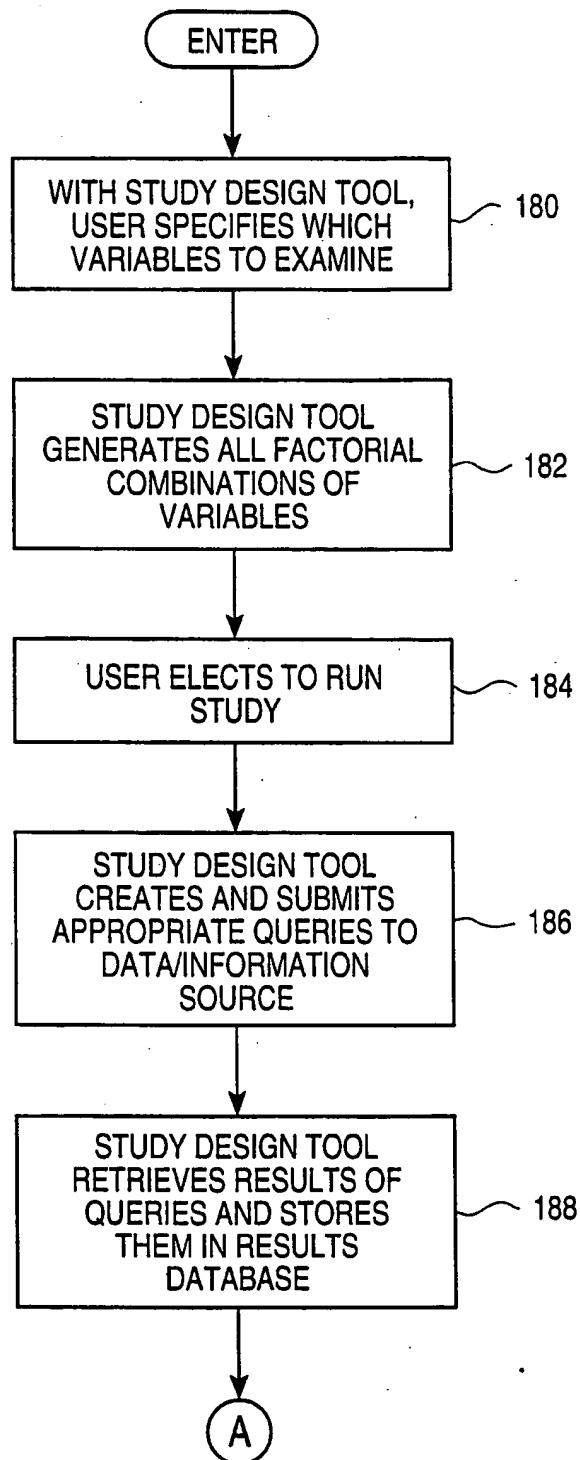 ENTER
WITH STUDY DESIGN TOOL,
USER SPECIFIES WHICH
VARIABLES TO EXAMINE
180
STUDY DESIGN TOOL
GENERATES ALL FACTORIAL
COMBINATIONS OF
VARIABLES
182
USER ELECTS TO RUN
STUDY
184
STUDY DESIGN TOOL
CREATES AND SUBMITS
APPROPRIATE QUERIES TO
DATA/INFORMATION
SOURCE
186
STUDY DESIGN TOOL
RETRIEVES RESULTS OF
QUERIES AND STORES
THEM IN RESULTS
DATABASE
188
A